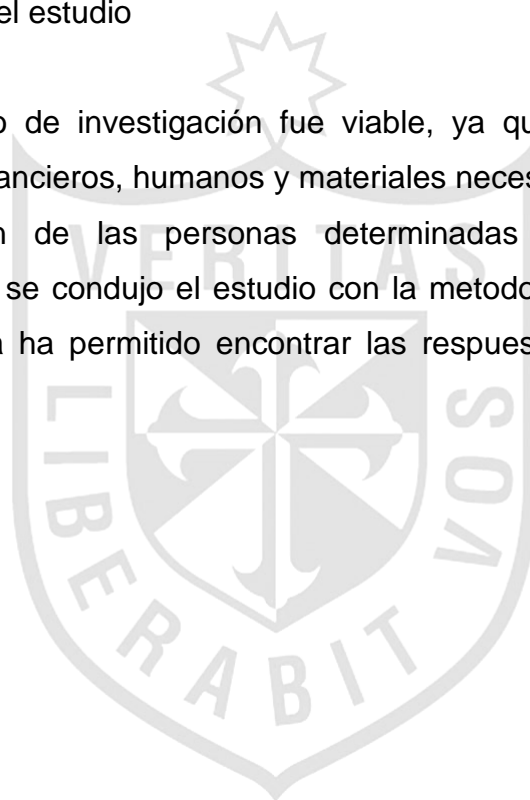 el estudio
o de investigación fue viable, ya qu
ancieros, humanos y materiales neces
n de las personas determinadas
se condujo el estudio con la metodo
a ha permitido encontrar las respues
VERITAS
LIBERABIT
VOS